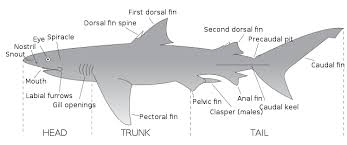 First dorsal fin
Dorsal fin spine
Second dorsal fin
Eye
Spiracle
Precaudal pit
Nostril
Snout
Caudal fin
Mouth
Labial furrows
Gill openings
Pelvic fin
Anal fin
Clasper (males)
Caudal keel
Pectoral fin
HEAD
TRUNK
TAIL